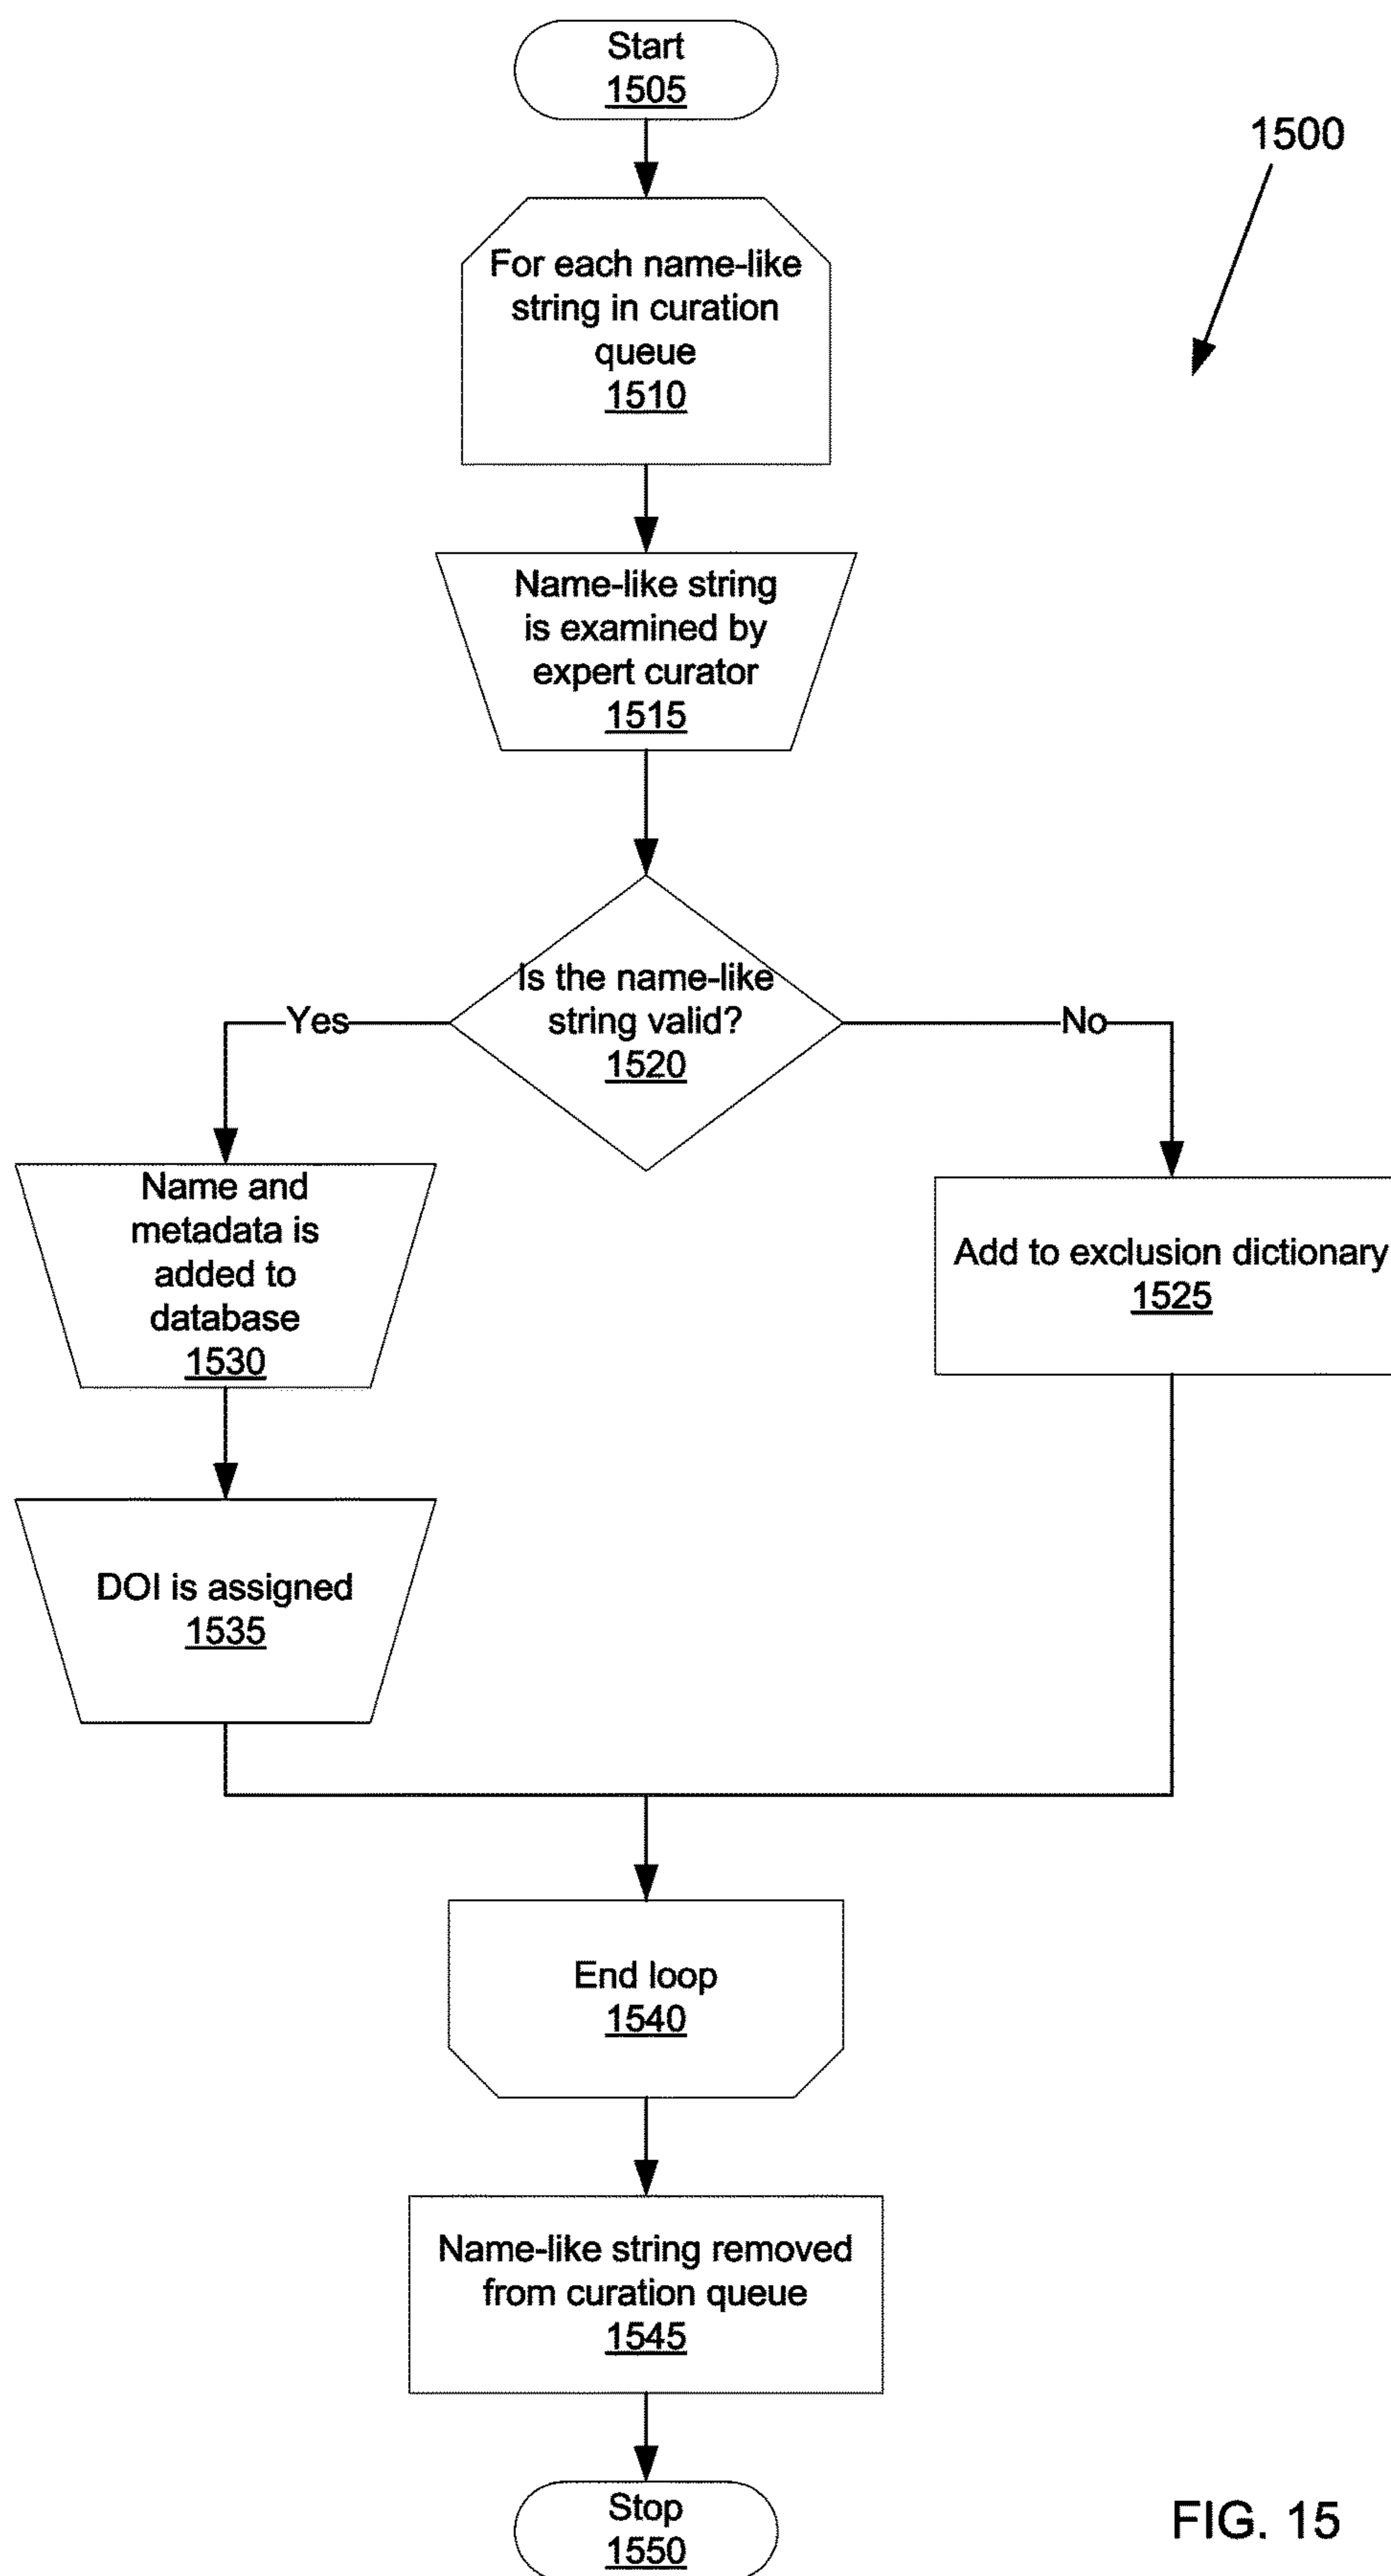 Start
1505
1500
For each name-like
string in curation
queue
1510
Name-like string
is examined by
expert curator
1515
Is the name-like
string valid?
1520
Yes
No
Name and
metadata is
added to
database
1530
Add to exclusion dictionary
1525
DOI is assigned
1535
End loop
1540
Name-like string removed
from curation queue
1545
Stop
1550
FIG. 15